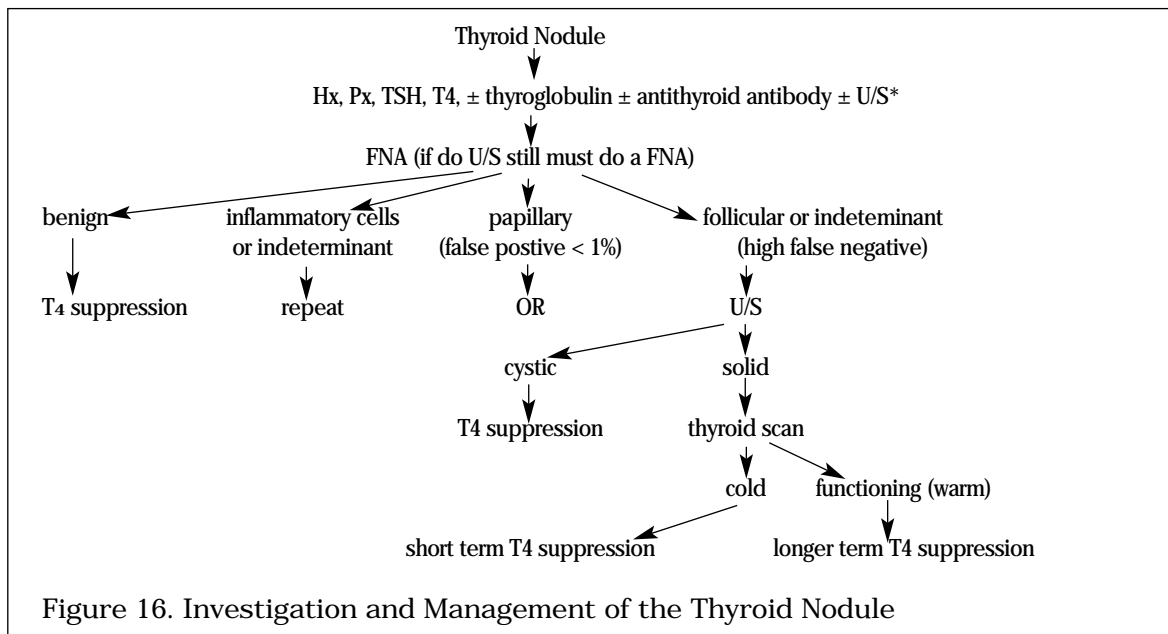 Thyroid Nodule
Hx, Px, TSH, T4, ± thyroglobulin ± antithyroid antibody ± U/S*
FNA (if do U/S still must do a FNA)
benign
inflammatory cells
or indeterminant
papillary
(false postive < 1%)
follicular or indeteminant
(high false negative)
T4 suppression
repeat
OR
U/S
cystic
solid
T4 suppression
thyroid scan
cold
functioning (warm)
short term T4 suppression
longer term T4 suppression
Figure 16. Investigation and Management of the Thyroid Nodule